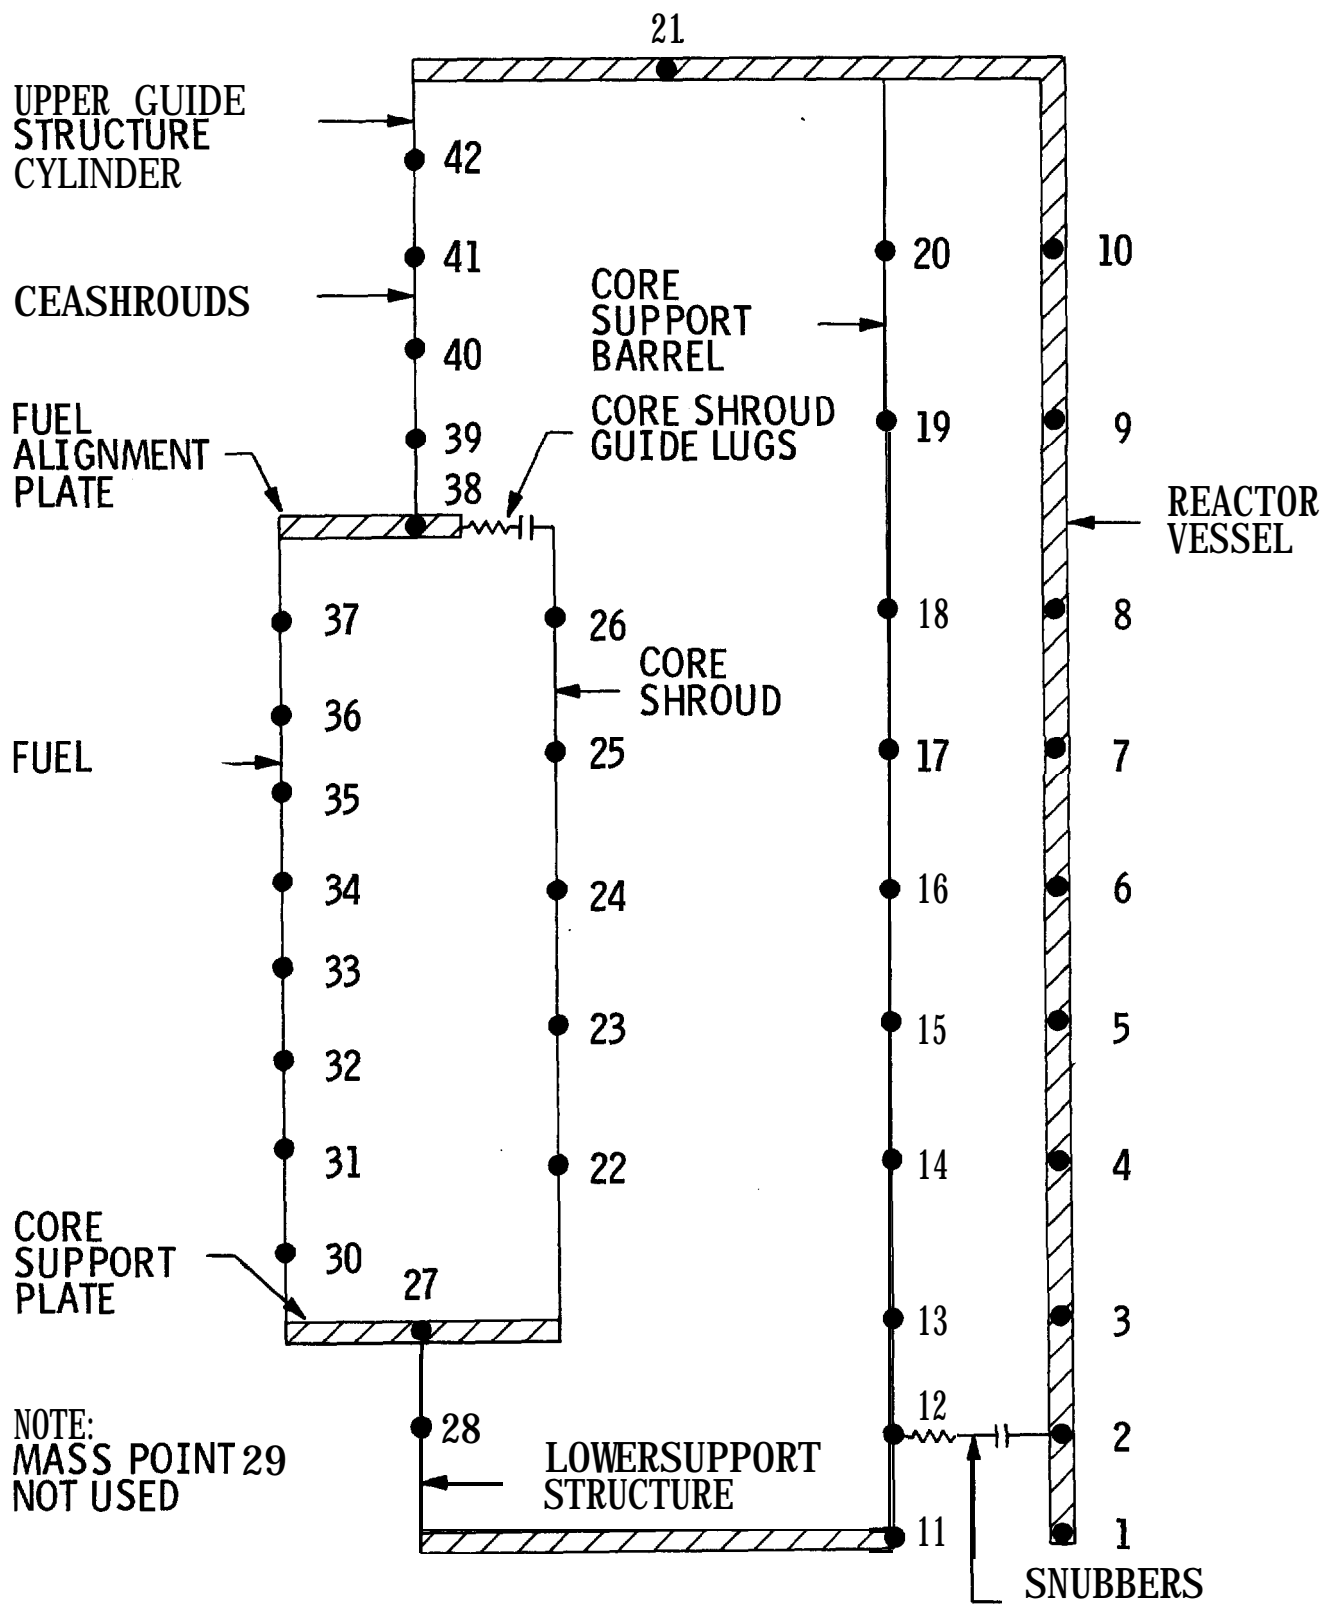 21
UPPER GUIDE
STRUCTURE
CYLINDER
42
41
20
10
CEASHROUDS
CORE
SUPPORT
BARREL
40
FUEL
ALIGNMENT
PLATE
39
38
CORE SHROUD
GUIDE LUGS
19
9
REACTOR
VESSEL
37
26
18
8
CORE
SHROUD
36
FUEL
25
17
7
35
34
24
16
6
33
23
15
5
32
31
22
14
4
CORE
SUPPORT
PLATE
30
27
13
3
NOTE:
MASS POINT 29
NOT USED
28
12
2
LOWERSUPPORT
STRUCTURE
11
1
SNUBBERS